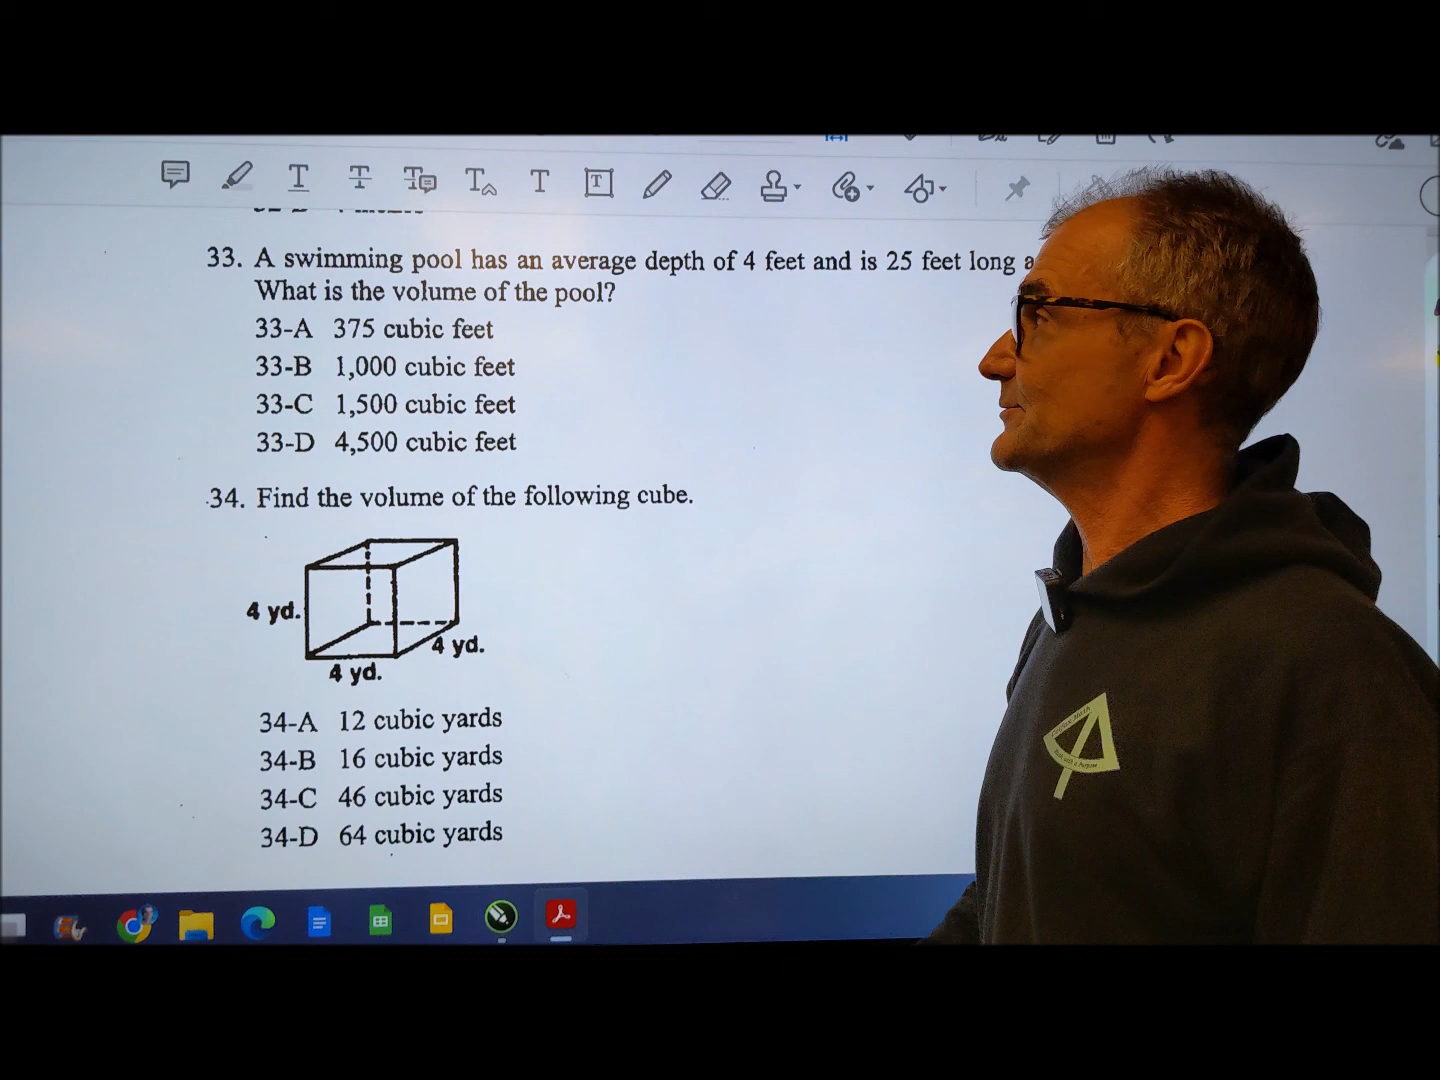 33. A swimming pool has an average depth of 4 feet and is 25 feet long
What is the volume of the pool?
33-A 375 cubic feet
33-B 1,000 cubic feet
33-C 1,500 cubic feet
33-D 4,500 cubic feet
34. Find the volume of the following cube.
4 yd.
4 yd.
4 yd.
34-A 12 cubic yards
34-B 16 cubic yards
34-C 46 cubic yards
34-D 64 cubic yards